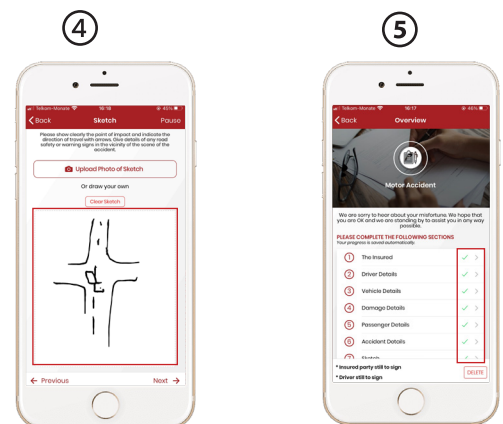 4
Telkom-Monate 16:18 45%
Back Sketch Pause
Please show clearly the point of impact and indicate the
direction of travel with arrows. Give details of any road
safety or warning signs in the vicinity of the scene of the
accident.
Upload Photo of Sketch
Or draw your own
Clear Sketch
Previous Next
5
Telkom-Monate 16:17 46%
Back Overview
Motor Accident
We are sorry to hear about your misfortune. We hope that
you are OK and we are standing by to assist you in any way
possible.
PLEASE COMPLETE THE FOLLOWING SECTIONS
Your progress is saved automatically.
1 The Insured
2 Driver Details
3 Vehicle Details
4 Damage Details
5 Passenger Details
6 Accident Details
7 Sketch
* Insured party still to sign
* Driver still to sign
DELETE